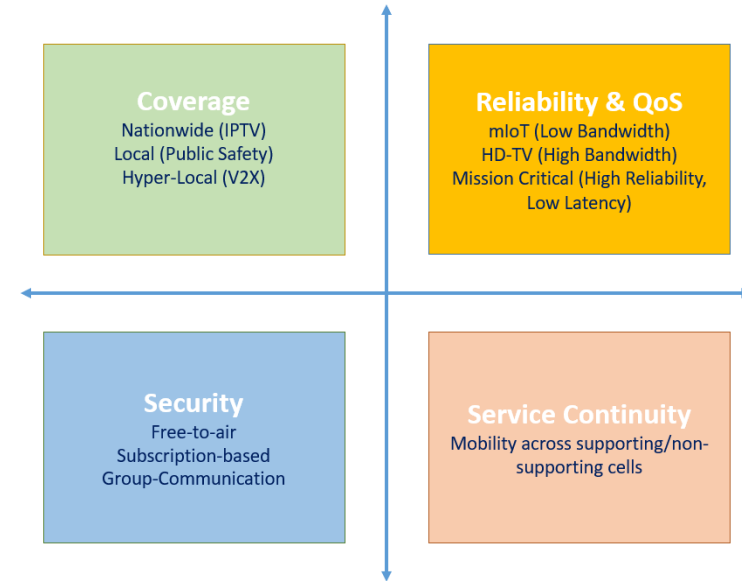 Coverage
Nationwide (IPTV)
Local (Public Safety)
Hyper-Local (V2X)
Reliability & QoS
mIoT (Low Bandwidth)
HD-TV (High Bandwidth)
Mission Critical (High Reliability,
Low Latency)
Security
Free-to-air
Subscription-based
Group-Communication
Service Continuity
Mobility across supporting/non-
supporting cells